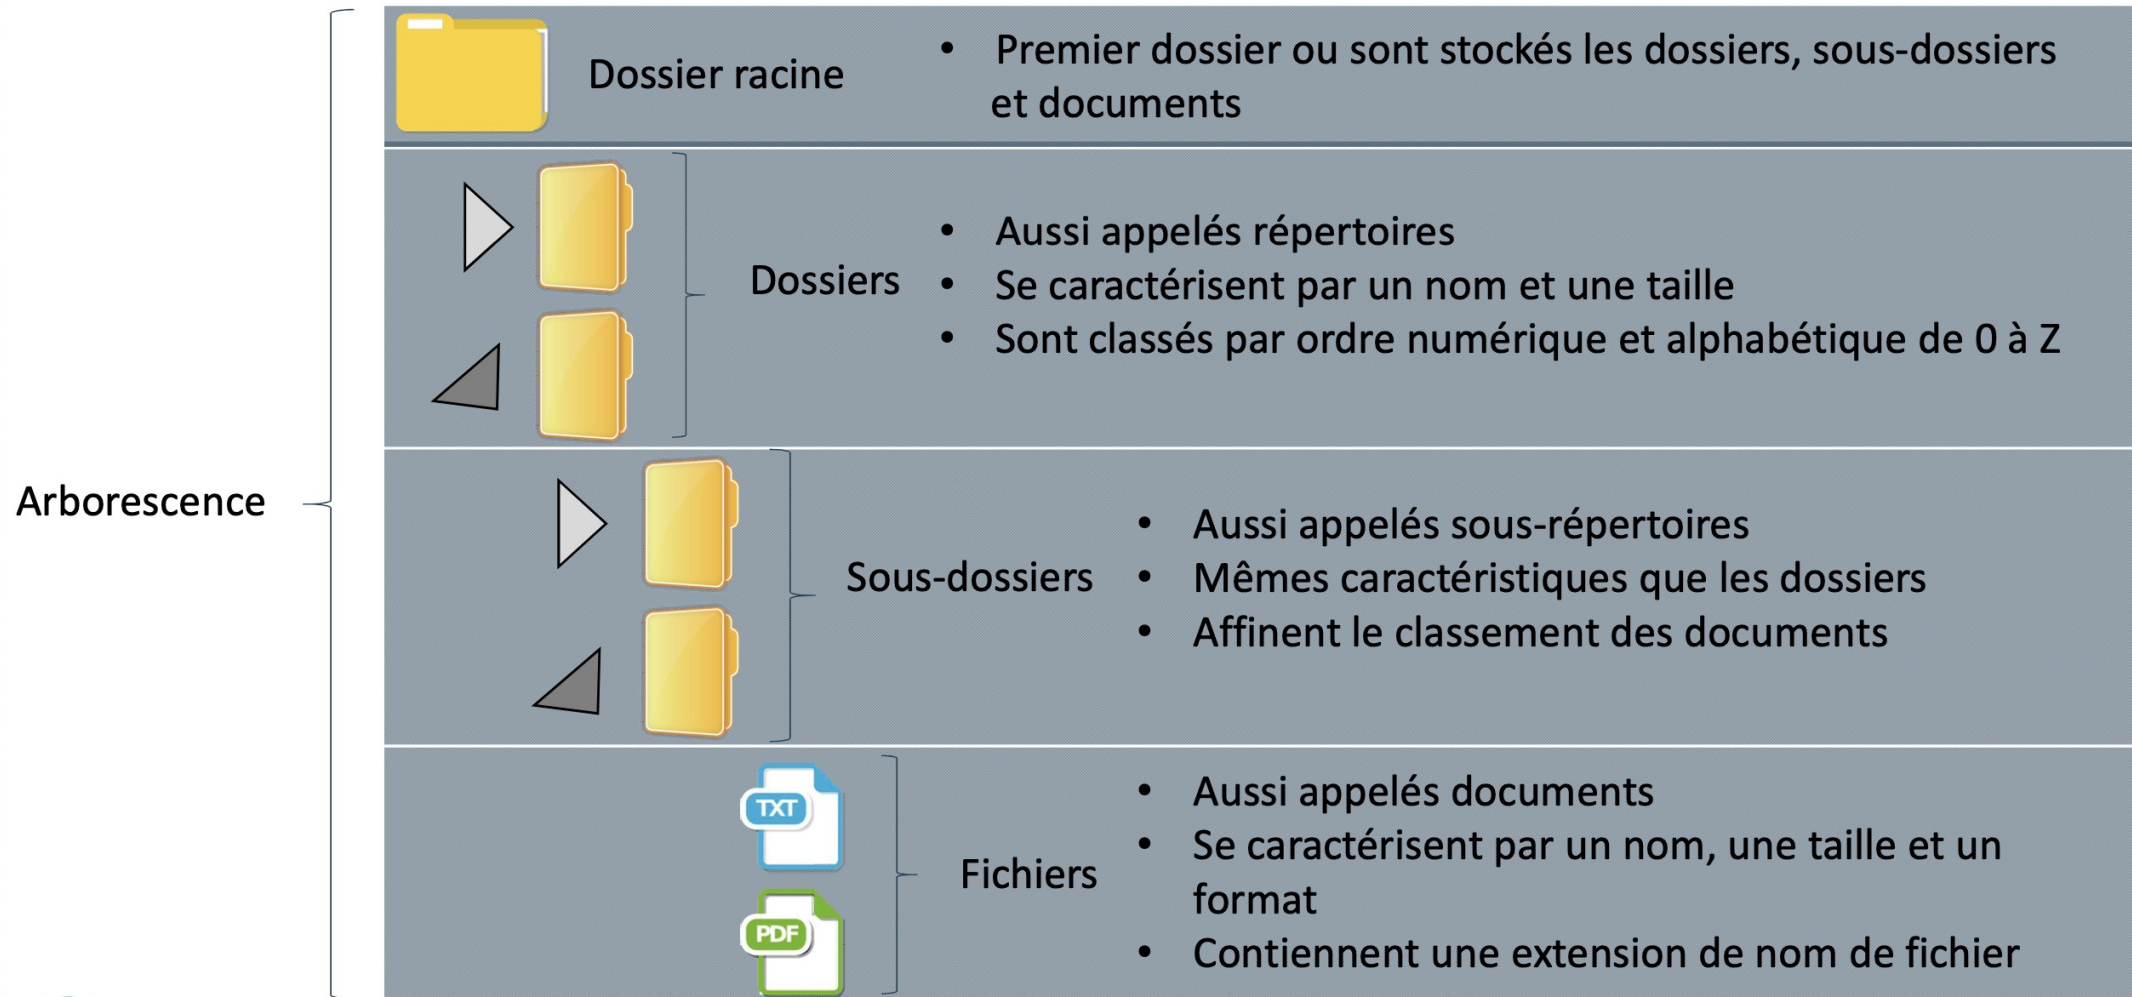 Arborescence
Dossier racine
• Premier dossier ou sont stockés les dossiers, sous-dossiers
et documents
Dossiers
• Aussi appelés répertoires
• Se caractérisent par un nom et une taille
• Sont classés par ordre numérique et alphabétique de 0 à Z
Sous-dossiers
• Aussi appelés sous-répertoires
• Mêmes caractéristiques que les dossiers
• Affinent le classement des documents
TXT
PDF
Fichiers
• Aussi appelés documents
• Se caractérisent par un nom, une taille et un
format
• Contiennent une extension de nom de fichier